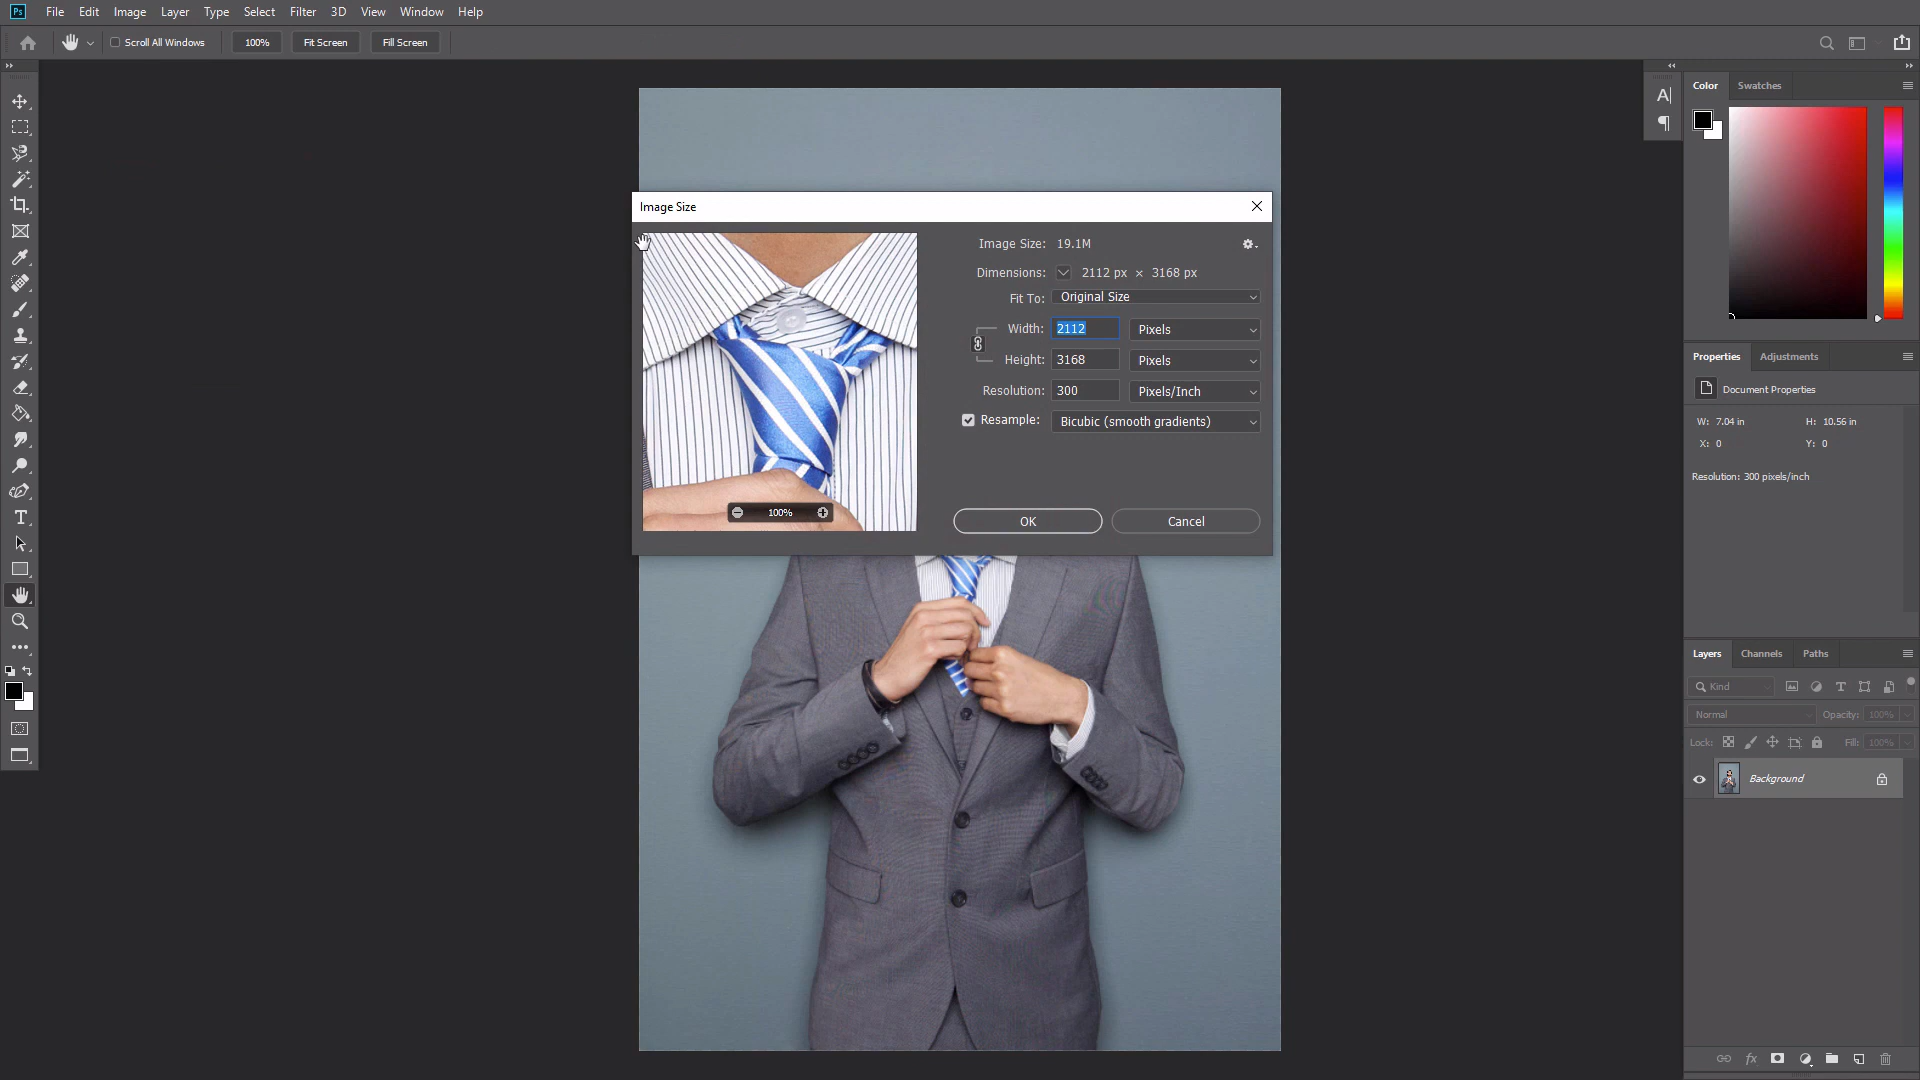 Ps File Edit Image Layer Type Select Filter 3D View Window Help
Scroll All Windows 100% Fit Screen Fill Screen
Color Swatches
A|
¶
Image Size
Image Size: 19.1M
Dimensions: 2112 px × 3168 px
Fit To: Original Size
Width: 2112 Pixels
Height: 3168 Pixels
Resolution: 300 Pixels/Inch
Resample: Bicubic (smooth gradients)
100%
OK Cancel
Properties Adjustments
Document Properties
W: 7.04 in H: 10.56 in
X: 0 Y: 0
Resolution: 300 pixels/inch
Layers Channels Paths
Kind
Normal Opacity: 100%
Lock: Fill: 100%
Background
fx